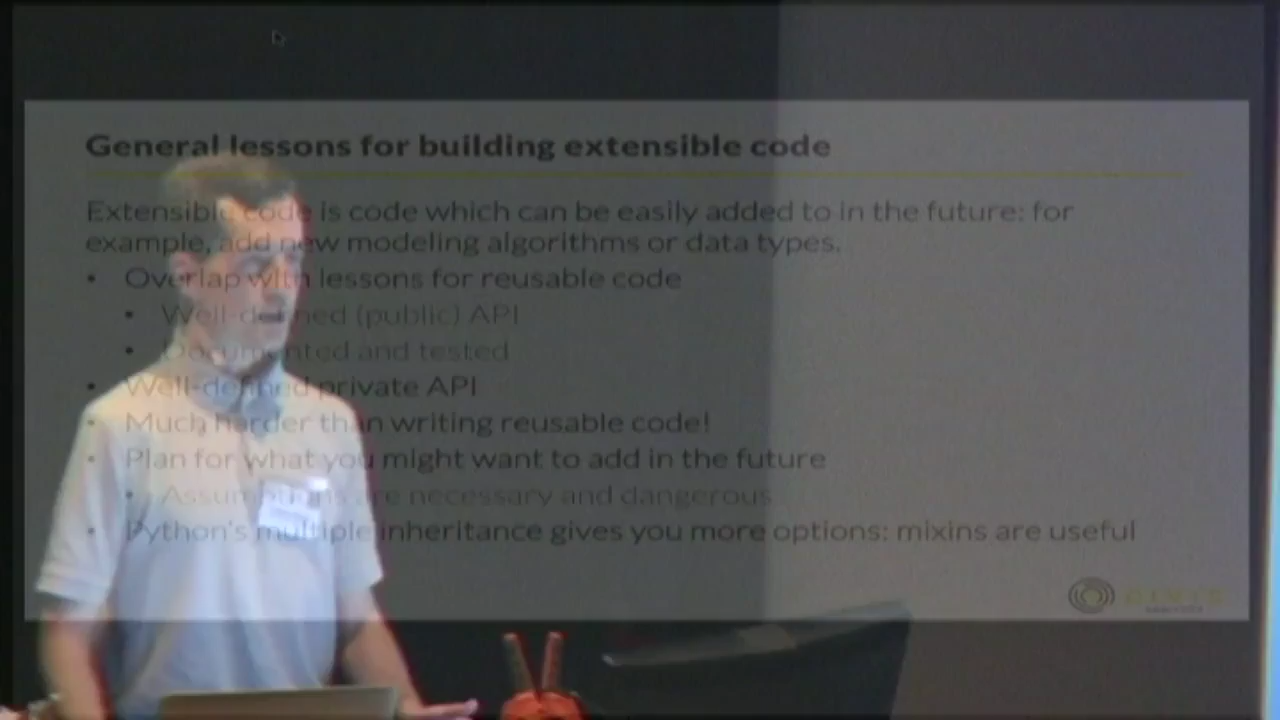 General lessons for building extensible code
Extensible code is code which can be easily added to in the future: for
example, add new modeling algorithms or data types.
• Overlap with lessons for reusable code
• Well-defined (public) API
• Documented and tested
• Well-defined private API
• Much harder than writing reusable code!
• Plan for what you might want to add in the future
• Assumptions are necessary and dangerous
• Python's multiple inheritance gives you more options: mixins are useful